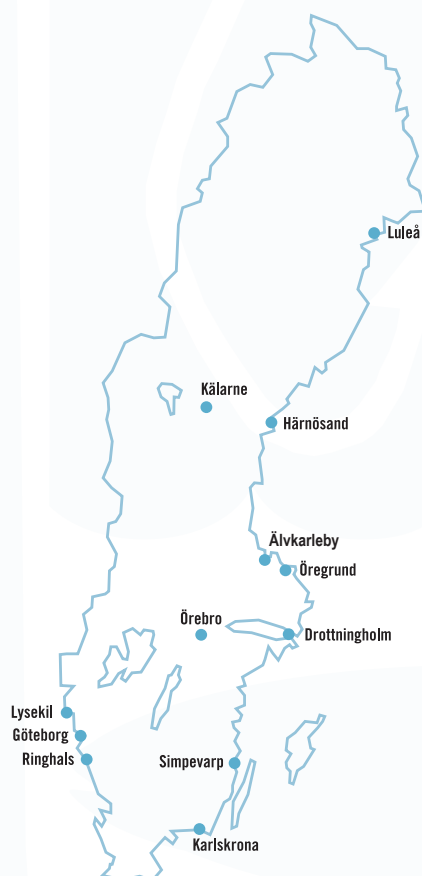 Luleå
Kälarne
Härnösand
Älvkarleby
Öregrund
Örebro
Drottningholm
Lysekil
Göteborg
Ringhals
Simpevarp
Karlskrona